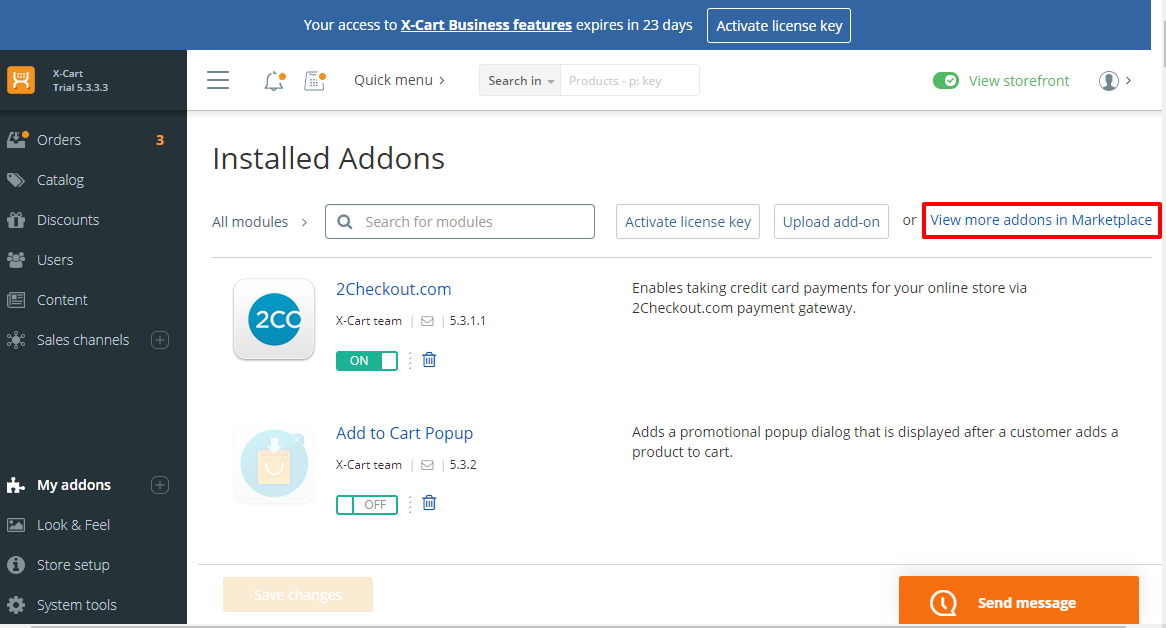 Your access to X-Cart Business features expires in 23 days
Activate license key
X-Cart
Trial 5.3.3.3
Quick menu
Search in
Products - p: key
View storefront
Orders 3
Catalog
Discounts
Users
Content
Sales channels
My addons
Look & Feel
Store setup
System tools
Installed Addons
All modules
Search for modules
Activate license key
Upload add-on
or View more addons in Marketplace
2CO
2Checkout.com
X-Cart team | 5.3.1.1
ON
Enables taking credit card payments for your online store via
2Checkout.com payment gateway.
Add to Cart Popup
X-Cart team | 5.3.2
OFF
Adds a promotional popup dialog that is displayed after a customer adds a
product to cart.
Save changes
Send message